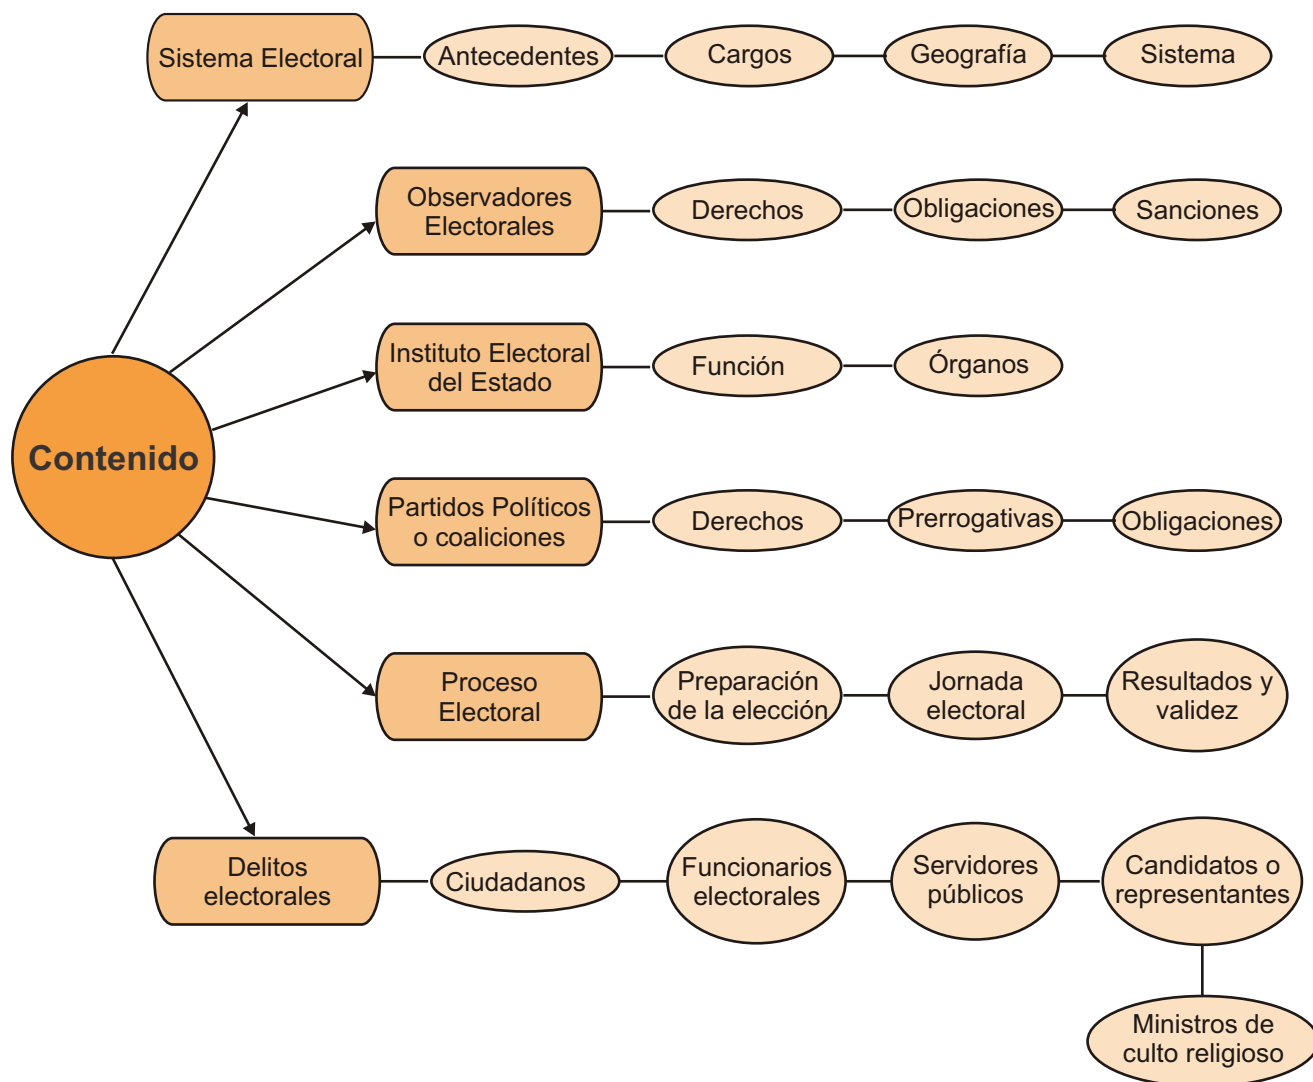 Sistema Electoral
Antecedentes
Cargos
Geografía
Sistema
Observadores
Electorales
Derechos
Obligaciones
Sanciones
Instituto Electoral
del Estado
Función
Órganos
Contenido
Partidos Políticos
o coaliciones
Derechos
Prerrogativas
Obligaciones
Proceso
Electoral
Preparación
de la elección
Jornada
electoral
Resultados y
validez
Delitos
electorales
Ciudadanos
Funcionarios
electorales
Servidores
públicos
Candidatos o
representantes
Ministros de
culto religioso